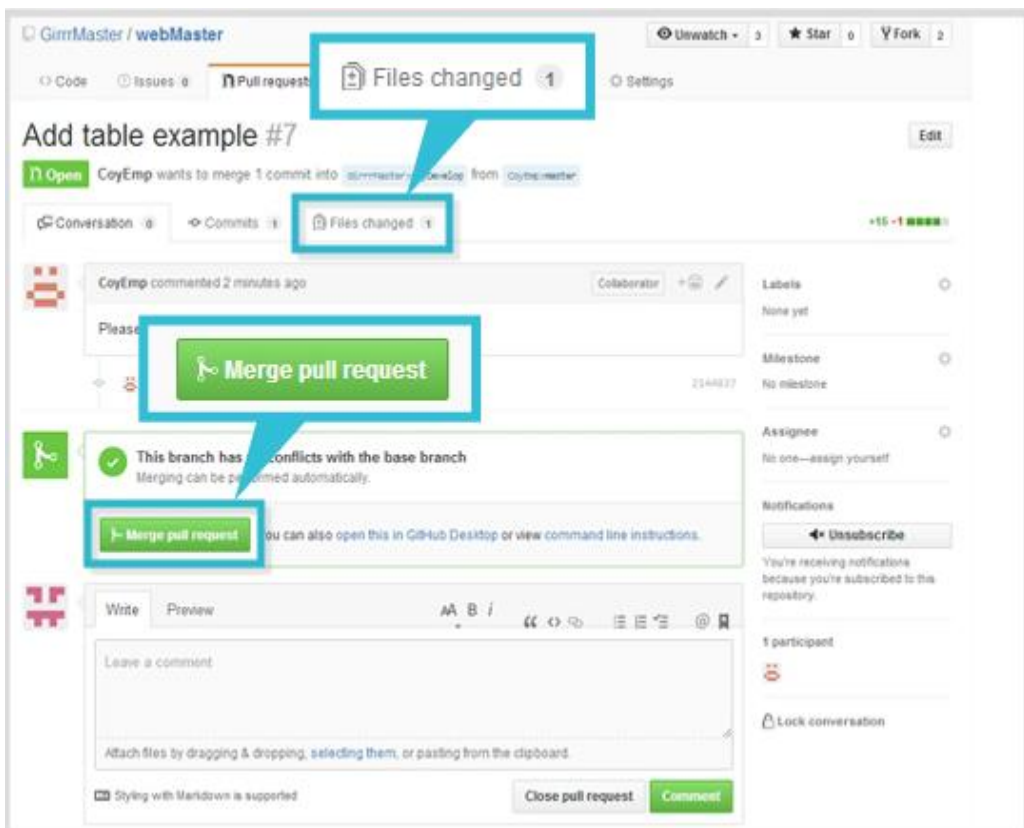 GirrrMaster / webMaster
Unwatch 3 Star 0 Fork 2
Code Issues 0 Pull requests
Files changed 1
Settings
Add table example #7
Edit
Open CoyEmp wants to merge 1 commit into from
Conversation 0 Commits 1 Files changed 1
+15 -1
CoyEmp commented 2 minutes ago
Collaborator
Please
Merge pull request
Labels
None yet
Milestone
No milestone
Assignee
No one—assign yourself
This branch has conflicts with the base branch
Merging can be automatically.
Merge pull request
can also open this in GitHub Desktop or view command line instructions.
Notifications
Unsubscribe
You're receiving notifications
because you're subscribed to this
repository.
1 participant
Lock conversation
Write Preview
AA B i
Leave a comment
Attach files by dragging & dropping, selecting them, or pasting from the clipboard.
Styling with Markdown is supported
Close pull request Comment